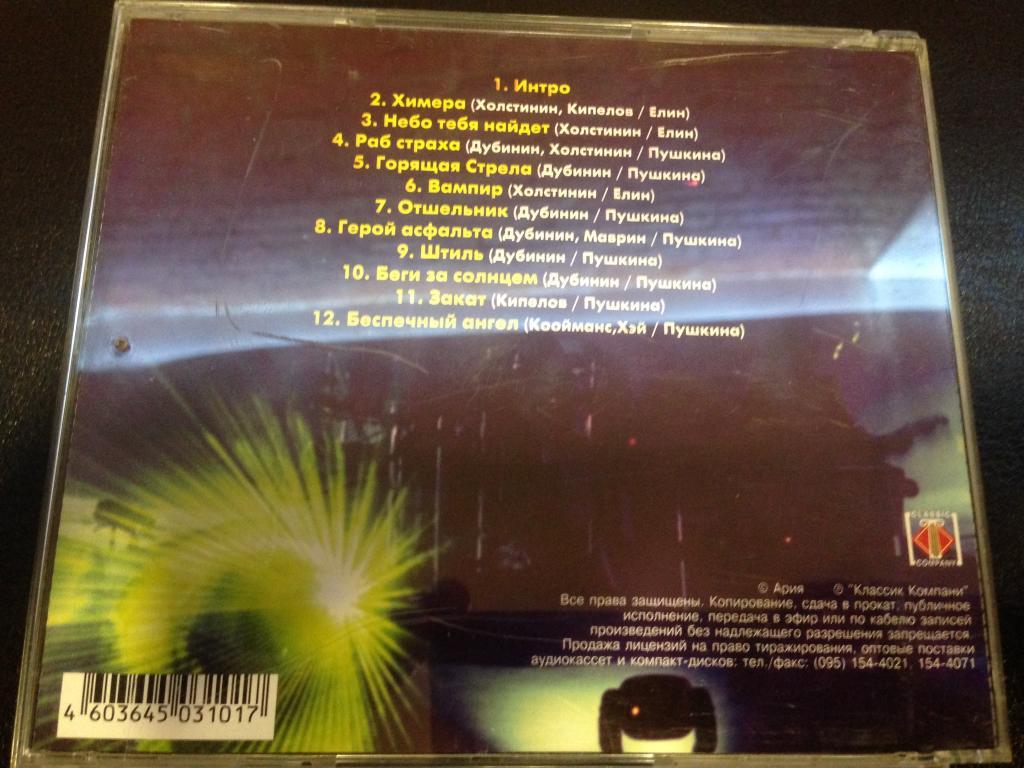 1. Интро
2. Химера (Холстинин, Кипелов / Елин)
3. Небо тебя найдет (Холстинин / Елин)
4. Раб страха (Дубинин, Холстинин / Пушкина)
5. Горящая Стрела (Дубинин / Пушкина)
6. Вампир (Холстинин / Елин)
7. Отшельник (Дубинин / Пушкина)
8. Герой асфальта (Дубинин, Маврин / Пушкина)
9. Штиль (Дубинин / Пушкина)
10. Беги за солнцем (Дубинин / Пушкина)
11. Закат (Кипелов / Пушкина)
12. Беспечный ангел (Коойманс,Хэй / Пушкина)
CLASSIC
COMPANY
© Ария ℗ "Классик Компани"
Все права защищены. Копирование, сдача в прокат, публичное
исполнение, передача в эфир или по кабелю записей
произведений без надлежащего разрешения запрещается.
Продажа лицензий на право тиражирования, оптовые поставки
аудиокассет и компакт-дисков: тел./факс: (095) 154-4021, 154-4071
4 603645 031017